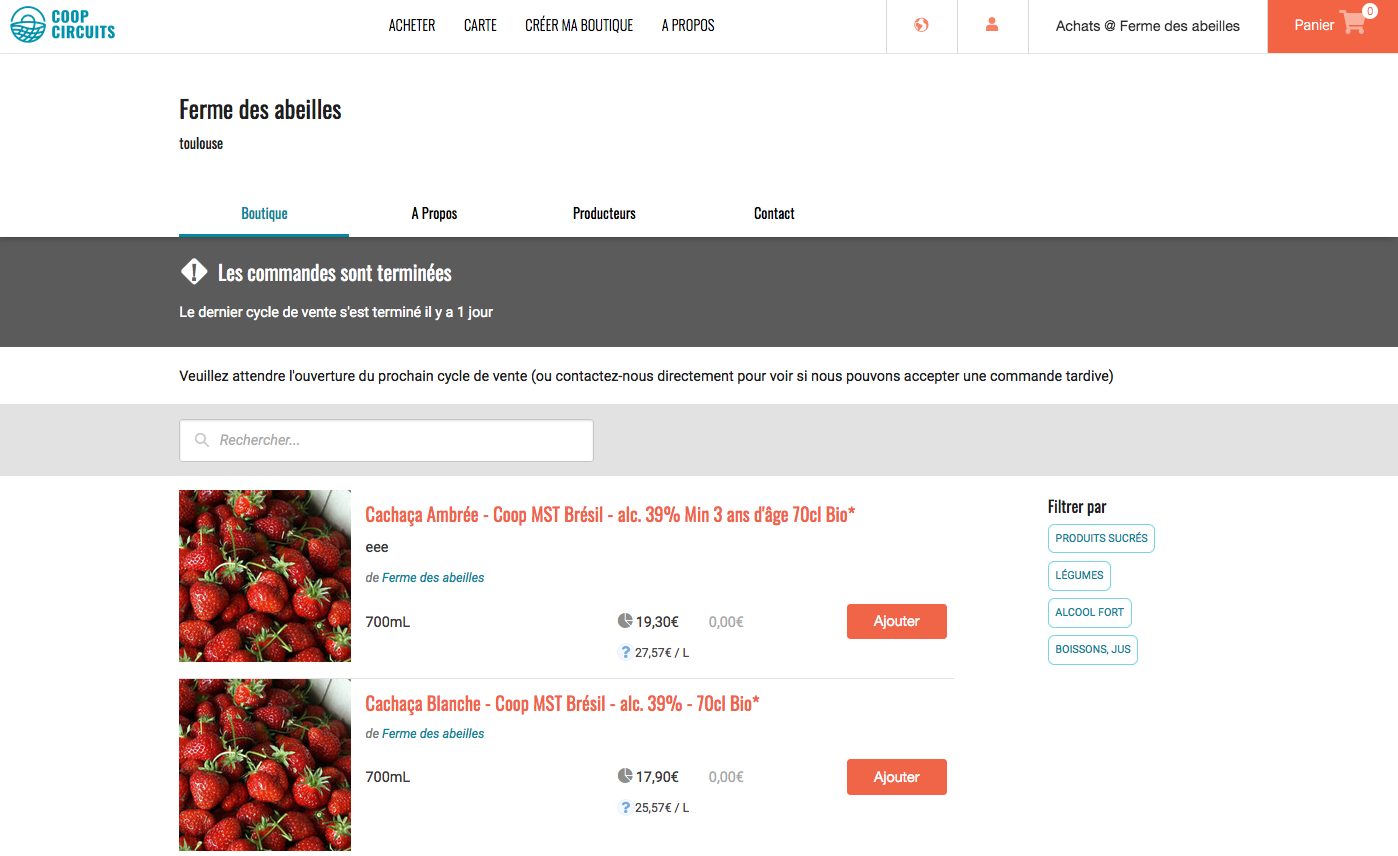 COOP CIRCUITS
ACHETER CARTE CRÉER MA BOUTIQUE A PROPOS Achats @ Ferme des abeilles Panier 0
Ferme des abeilles
toulouse
Boutique A Propos Producteurs Contact
Les commandes sont terminées
Le dernier cycle de vente s'est terminé il y a 1 jour
Veuillez attendre l'ouverture du prochain cycle de vente (ou contactez-nous directement pour voir si nous pouvons accepter une commande tardive)
Rechercher...
Cachaça Ambrée - Coop MST Brésil - alc. 39% Min 3 ans d'âge 70cl Bio*
eee
de Ferme des abeilles
700mL 19,30€ 0,00€ Ajouter
? 27,57€ / L
Cachaça Blanche - Coop MST Brésil - alc. 39% - 70cl Bio*
de Ferme des abeilles
700mL 17,90€ 0,00€ Ajouter
? 25,57€ / L
Filtrer par
PRODUITS SUCRÉS
LÉGUMES
ALCOOL FORT
BOISSONS, JUS